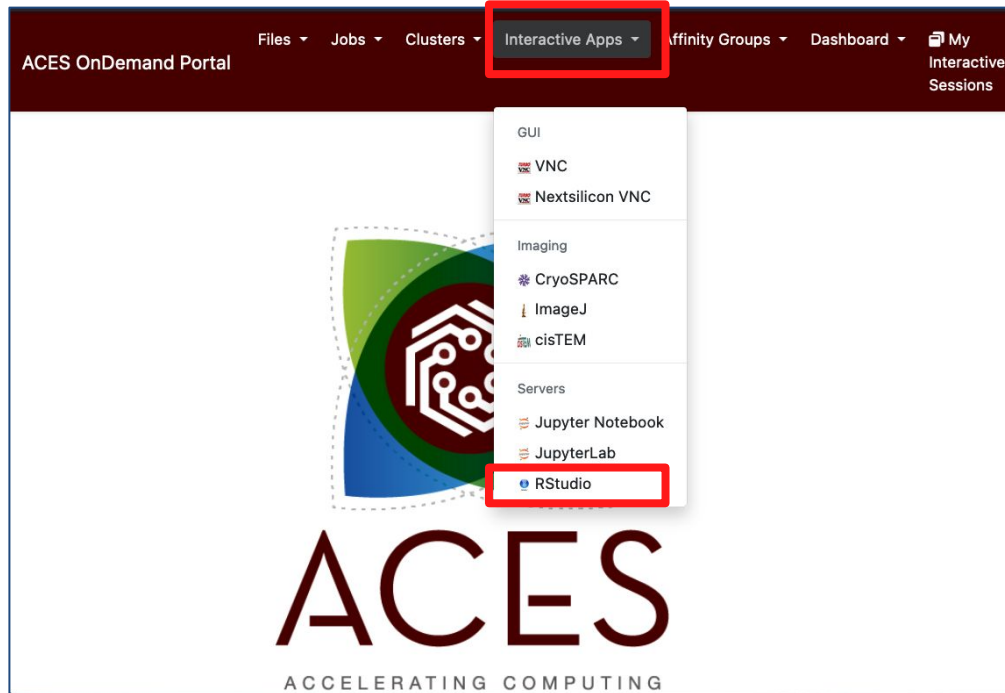 ACES OnDemand Portal
Files
Jobs
Clusters
Interactive Apps
ffinity Groups
Dashboard
My
Interactive
Sessions
GUI
VNC
Nextsilicon VNC
Imaging
CryoSPARC
ImageJ
cisTEM
Servers
Jupyter Notebook
JupyterLab
RStudio
ACES
ACCELERATING COMPUTING